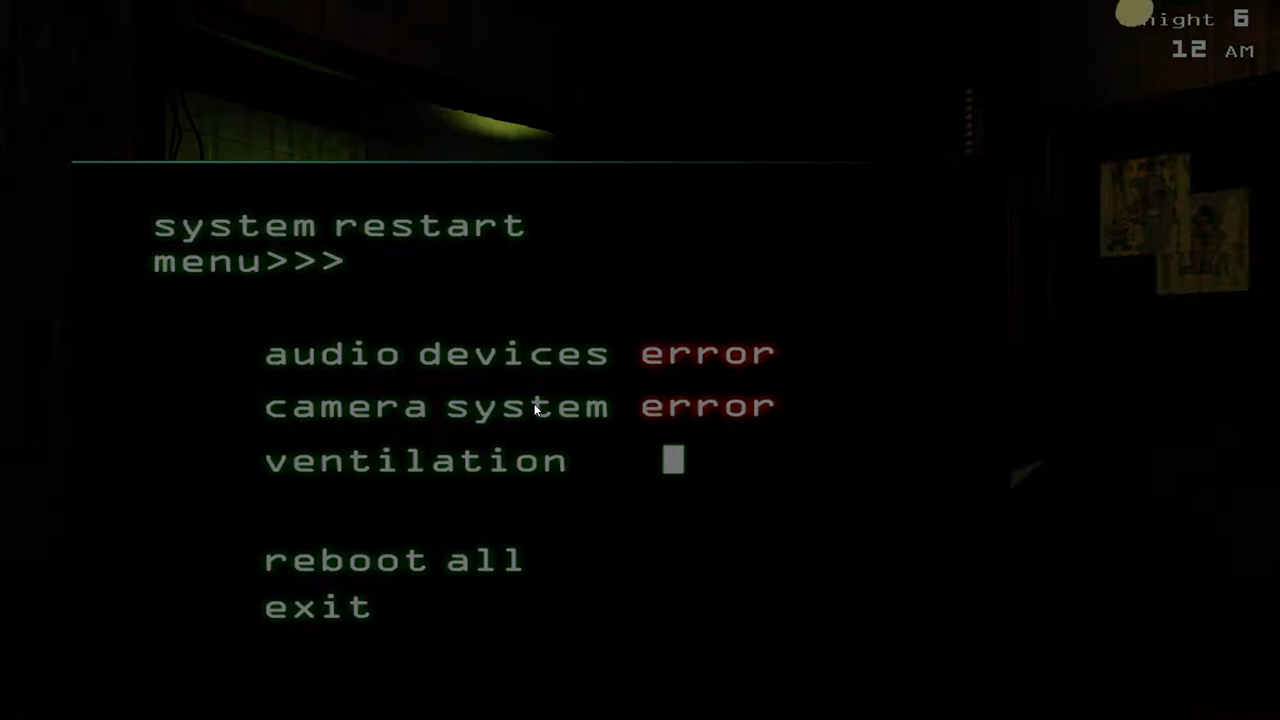 night 6
12 AM
system restart
menu>>>
audio devices error
camera system error
ventilation
reboot all
exit